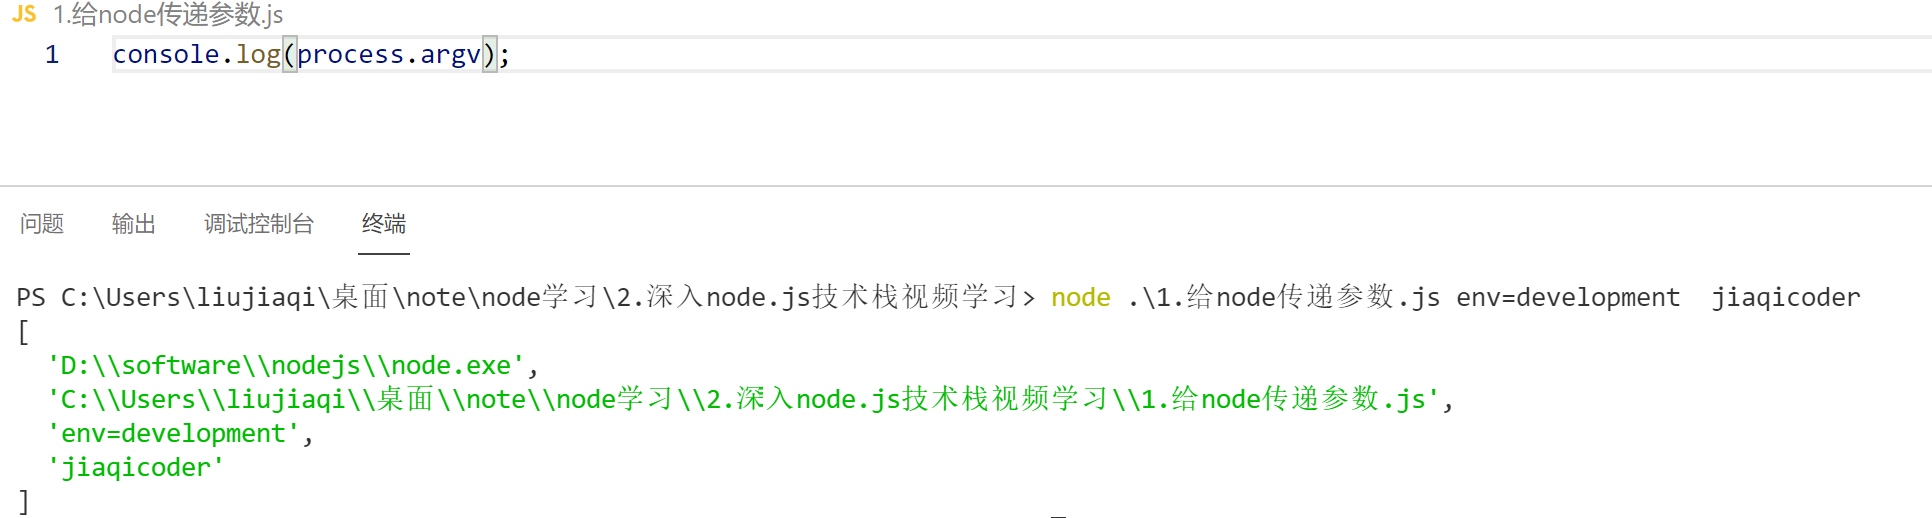 JS 1.给node传递参数.js
1 console.log(process.argv);
问题 输出 调试控制台 终端
PS C:\Users\liujiaqi\桌面\note\node学习\2.深入node.js技术栈视频学习> node .\1.给node传递参数.js env=development  jiaqicoder
[
  'D:\\software\\nodejs\\node.exe',
  'C:\\Users\\liujiaqi\\桌面\\note\\node学习\\2.深入node.js技术栈视频学习\\1.给node传递参数.js',
  'env=development',
  'jiaqicoder'
]